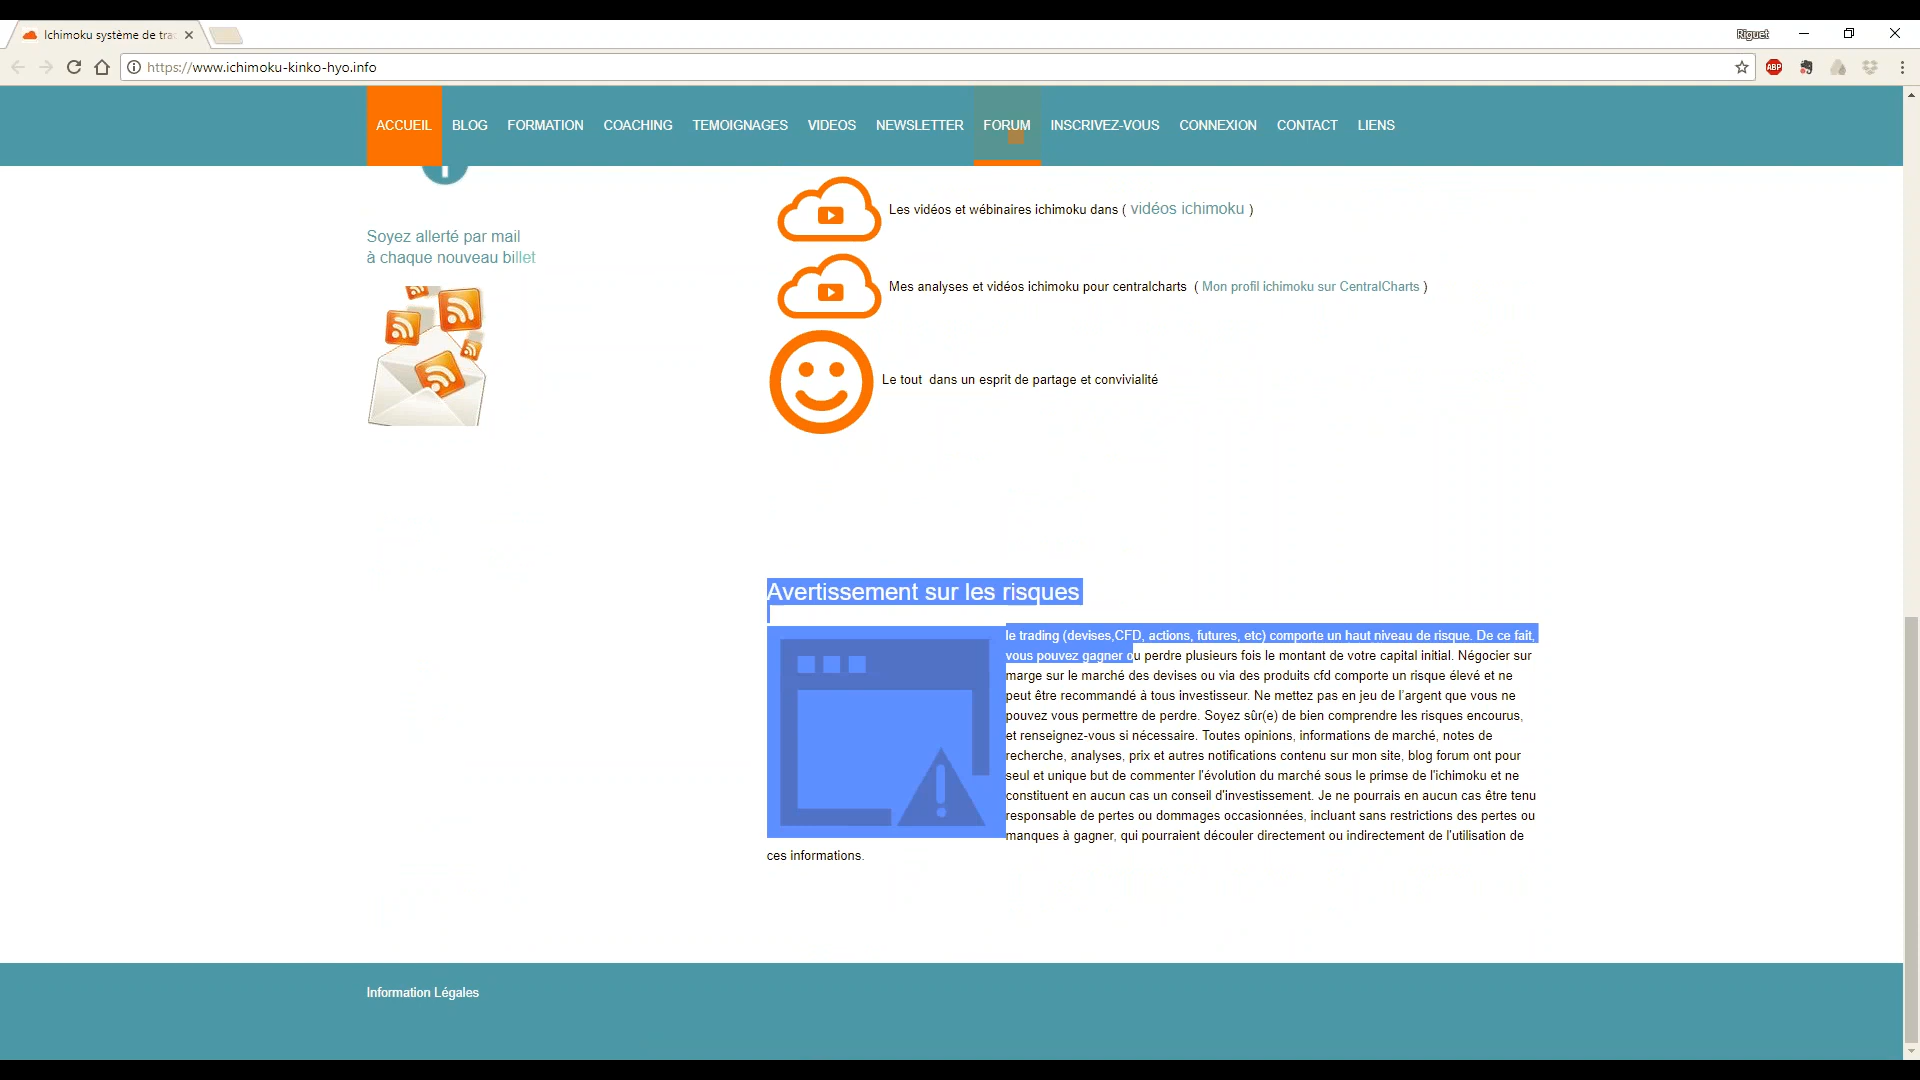 Ichimoku système de tra
Riguet
https://www.ichimoku-kinko-hyo.info
ABP
ACCUEIL BLOG FORMATION COACHING TEMOIGNAGES VIDEOS NEWSLETTER FORUM INSCRIVEZ-VOUS CONNEXION CONTACT LIENS
Les vidéos et wébinaires ichimoku dans ( vidéos ichimoku )
Soyez allerté par mail
à chaque nouveau billet
Mes analyses et vidéos ichimoku pour centralcharts ( Mon profil ichimoku sur CentralCharts )
Le tout dans un esprit de partage et convivialité
Avertissement sur les risques
le trading (devises,CFD, actions, futures, etc) comporte un haut niveau de risque. De ce fait,
vous pouvez gagner ou perdre plusieurs fois le montant de votre capital initial. Négocier sur
marge sur le marché des devises ou via des produits cfd comporte un risque élevé et ne
peut être recommandé à tous investisseur. Ne mettez pas en jeu de l'argent que vous ne
pouvez vous permettre de perdre. Soyez sûr(e) de bien comprendre les risques encourus,
et renseignez-vous si nécessaire. Toutes opinions, informations de marché, notes de
recherche, analyses, prix et autres notifications contenu sur mon site, blog forum ont pour
seul et unique but de commenter l'évolution du marché sous le primse de l'ichimoku et ne
constituent en aucun cas un conseil d'investissement. Je ne pourrais en aucun cas être tenu
responsable de pertes ou dommages occasionnées, incluant sans restrictions des pertes ou
manques à gagner, qui pourraient découler directement ou indirectement de l'utilisation de
ces informations.
Information Légales